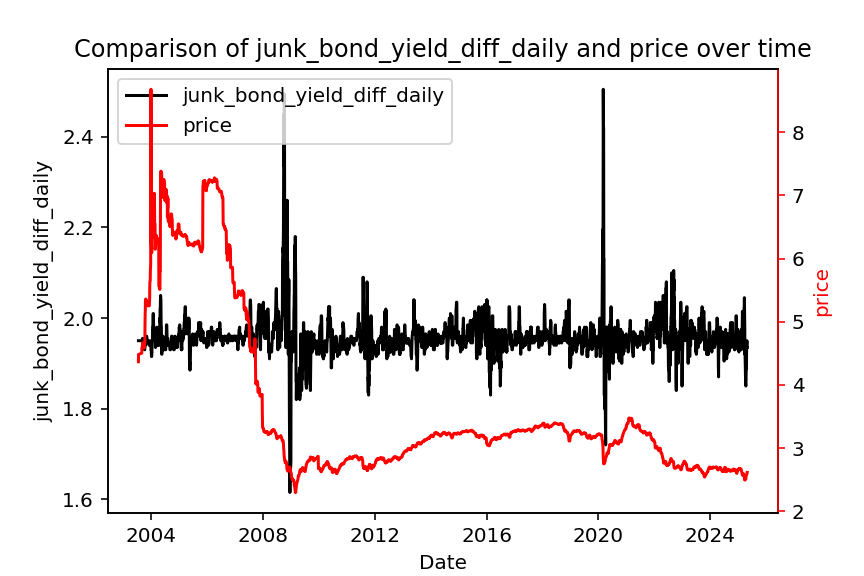 Comparison of junk_bond_yield_diff_daily and price over time
junk_bond_yield_diff_daily
price
junk_bond_yield_diff_daily
2.4
2.2
2.0
1.8
1.6
8
7
6
5
4
3
2
price
2004 2008 2012 2016 2020 2024
Date